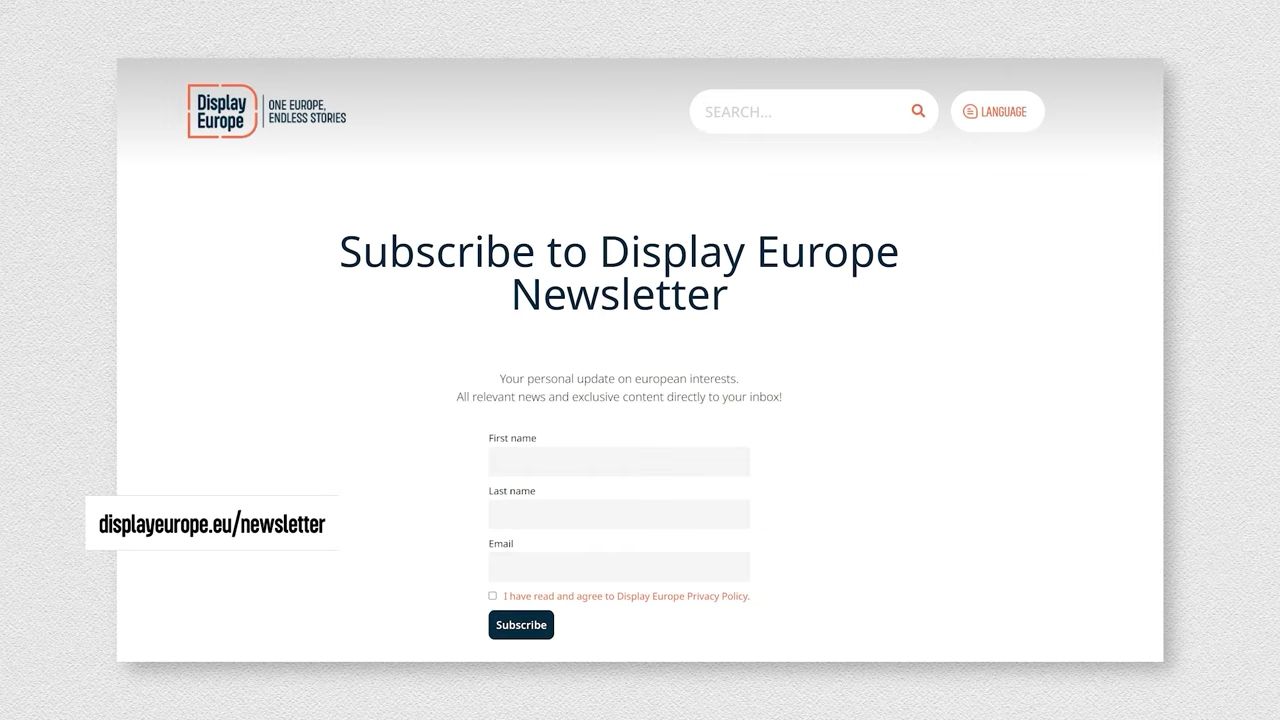 Display
Europe
ONE EUROPE,
ENDLESS STORIES
SEARCH...
LANGUAGE
Subscribe to Display Europe
Newsletter
Your personal update on european interests.
All relevant news and exclusive content directly to your inbox!
First name
Last name
displayeurope.eu/newsletter
Email
I have read and agree to Display Europe Privacy Policy.
Subscribe